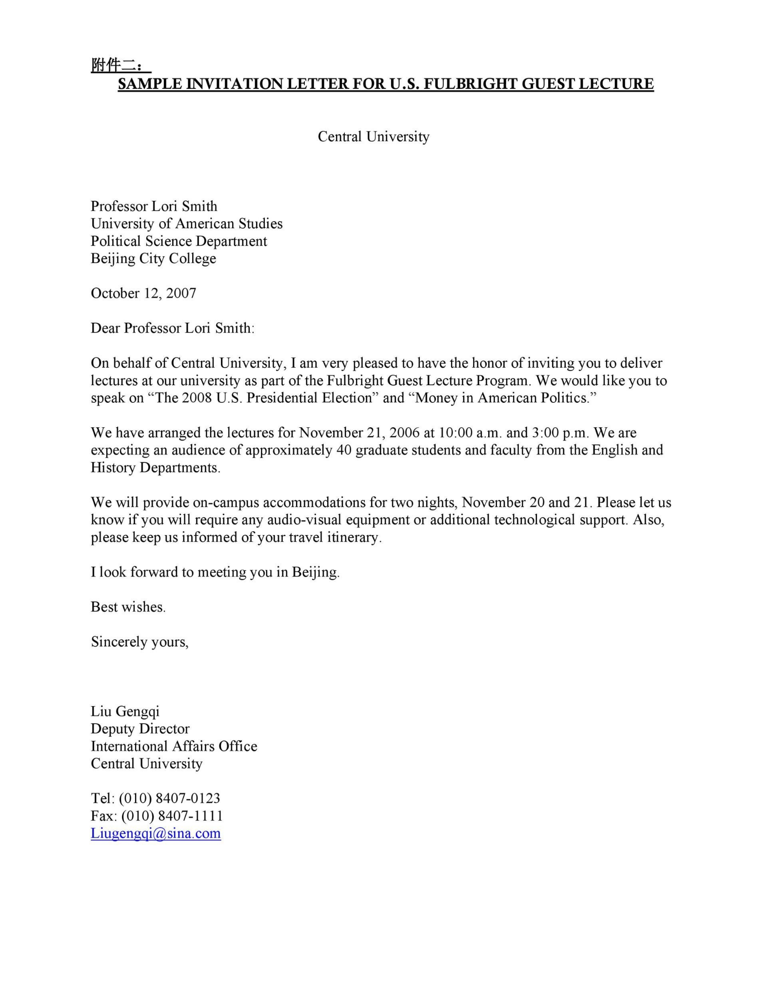 附件二：
SAMPLE INVITATION LETTER FOR U.S. FULBRIGHT GUEST LECTURE
Central University
Professor Lori Smith
University of American Studies
Political Science Department
Beijing City College
October 12, 2007
Dear Professor Lori Smith:
On behalf of Central University, I am very pleased to have the honor of inviting you to deliver
lectures at our university as part of the Fulbright Guest Lecture Program. We would like you to
speak on “The 2008 U.S. Presidential Election” and “Money in American Politics.”
We have arranged the lectures for November 21, 2006 at 10:00 a.m. and 3:00 p.m. We are
expecting an audience of approximately 40 graduate students and faculty from the English and
History Departments.
We will provide on-campus accommodations for two nights, November 20 and 21. Please let us
know if you will require any audio-visual equipment or additional technological support. Also,
please keep us informed of your travel itinerary.
I look forward to meeting you in Beijing.
Best wishes.
Sincerely yours,
Liu Gengqi
Deputy Director
International Affairs Office
Central University
Tel: (010) 8407-0123
Fax: (010) 8407-1111
Liugengqi@sina.com